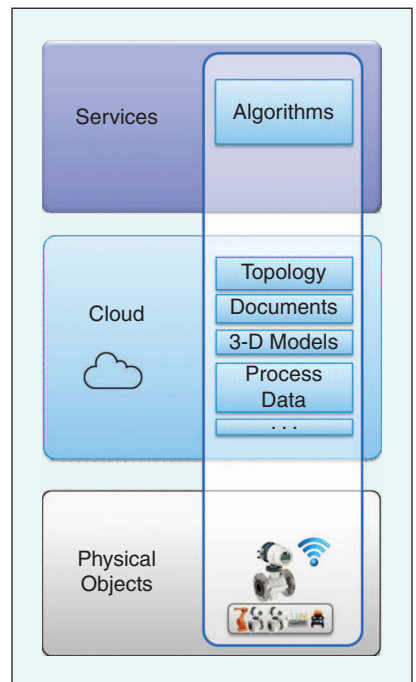 Services
Algorithms
Cloud
Topology
Documents
3-D Models
Process
Data
. . .
Physical
Objects